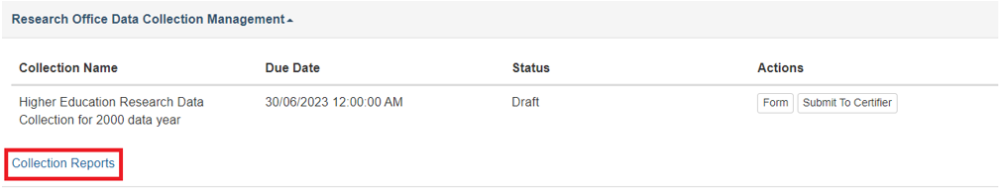 Research Office Data Collection Management
Collection Name Due Date Status Actions
Higher Education Research Data 30/06/2023 12:00:00 AM Draft Form Submit To Certifier
Collection for 2000 data year
Collection Reports